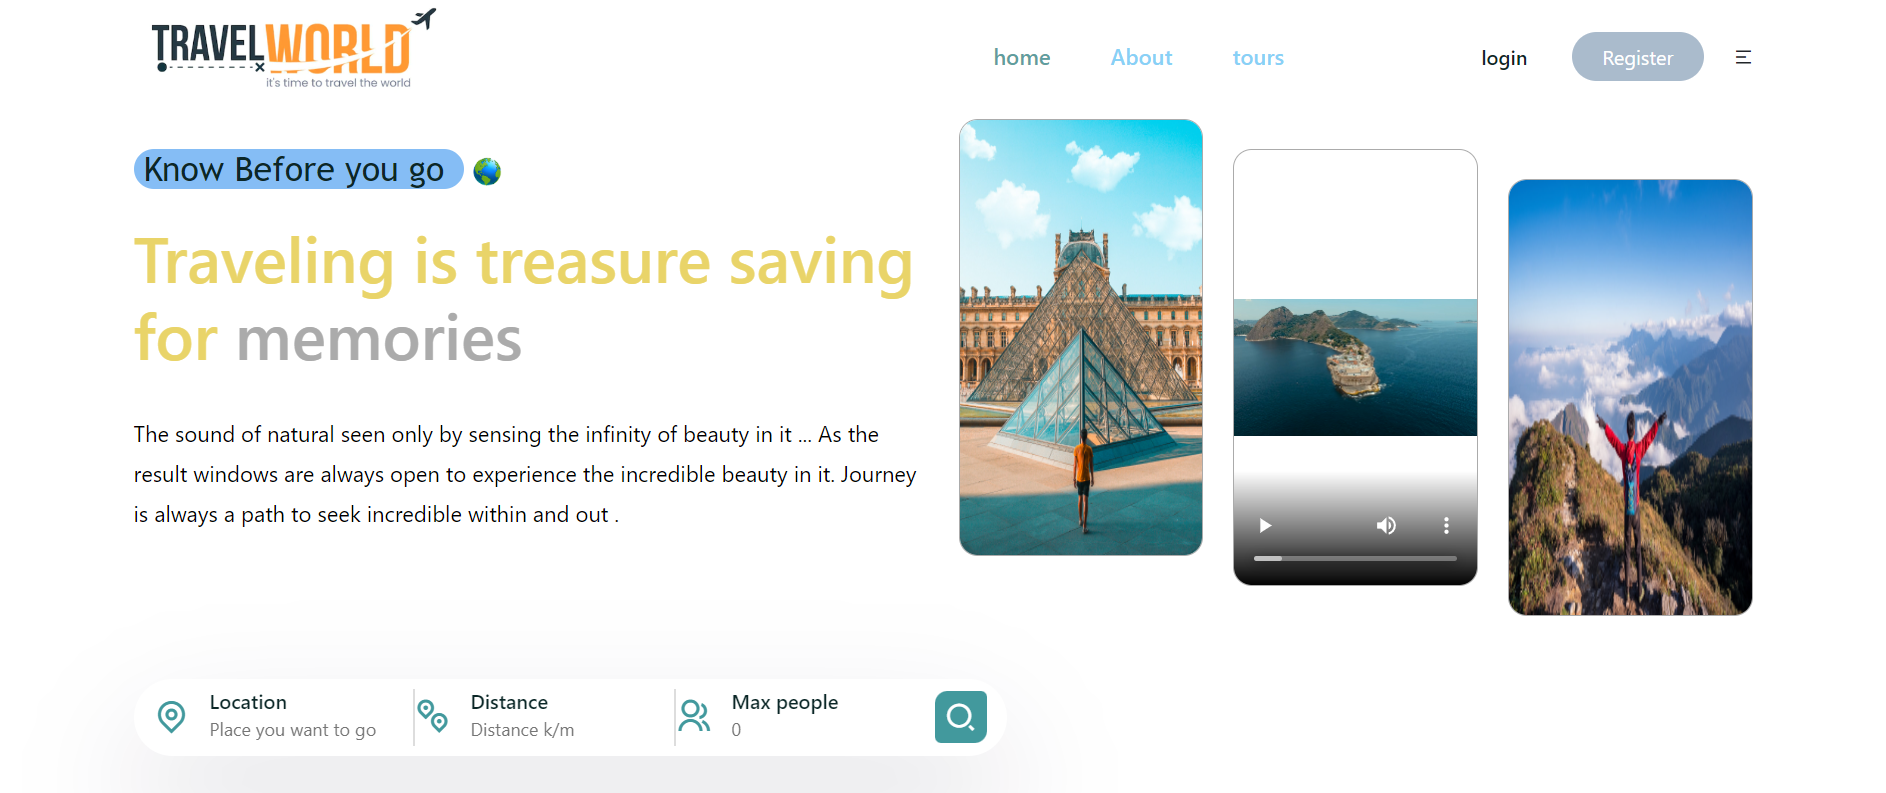 TRAVELWORLD
it's time to travel the world
home
About
tours
login
Register
Know Before you go
Traveling is treasure saving
for memories
The sound of natural seen only by sensing the infinity of beauty in it ... As the
result windows are always open to experience the incredible beauty in it. Journey
is always a path to seek incredible within and out .
Location
Place you want to go
Distance
Distance k/m
Max people
0